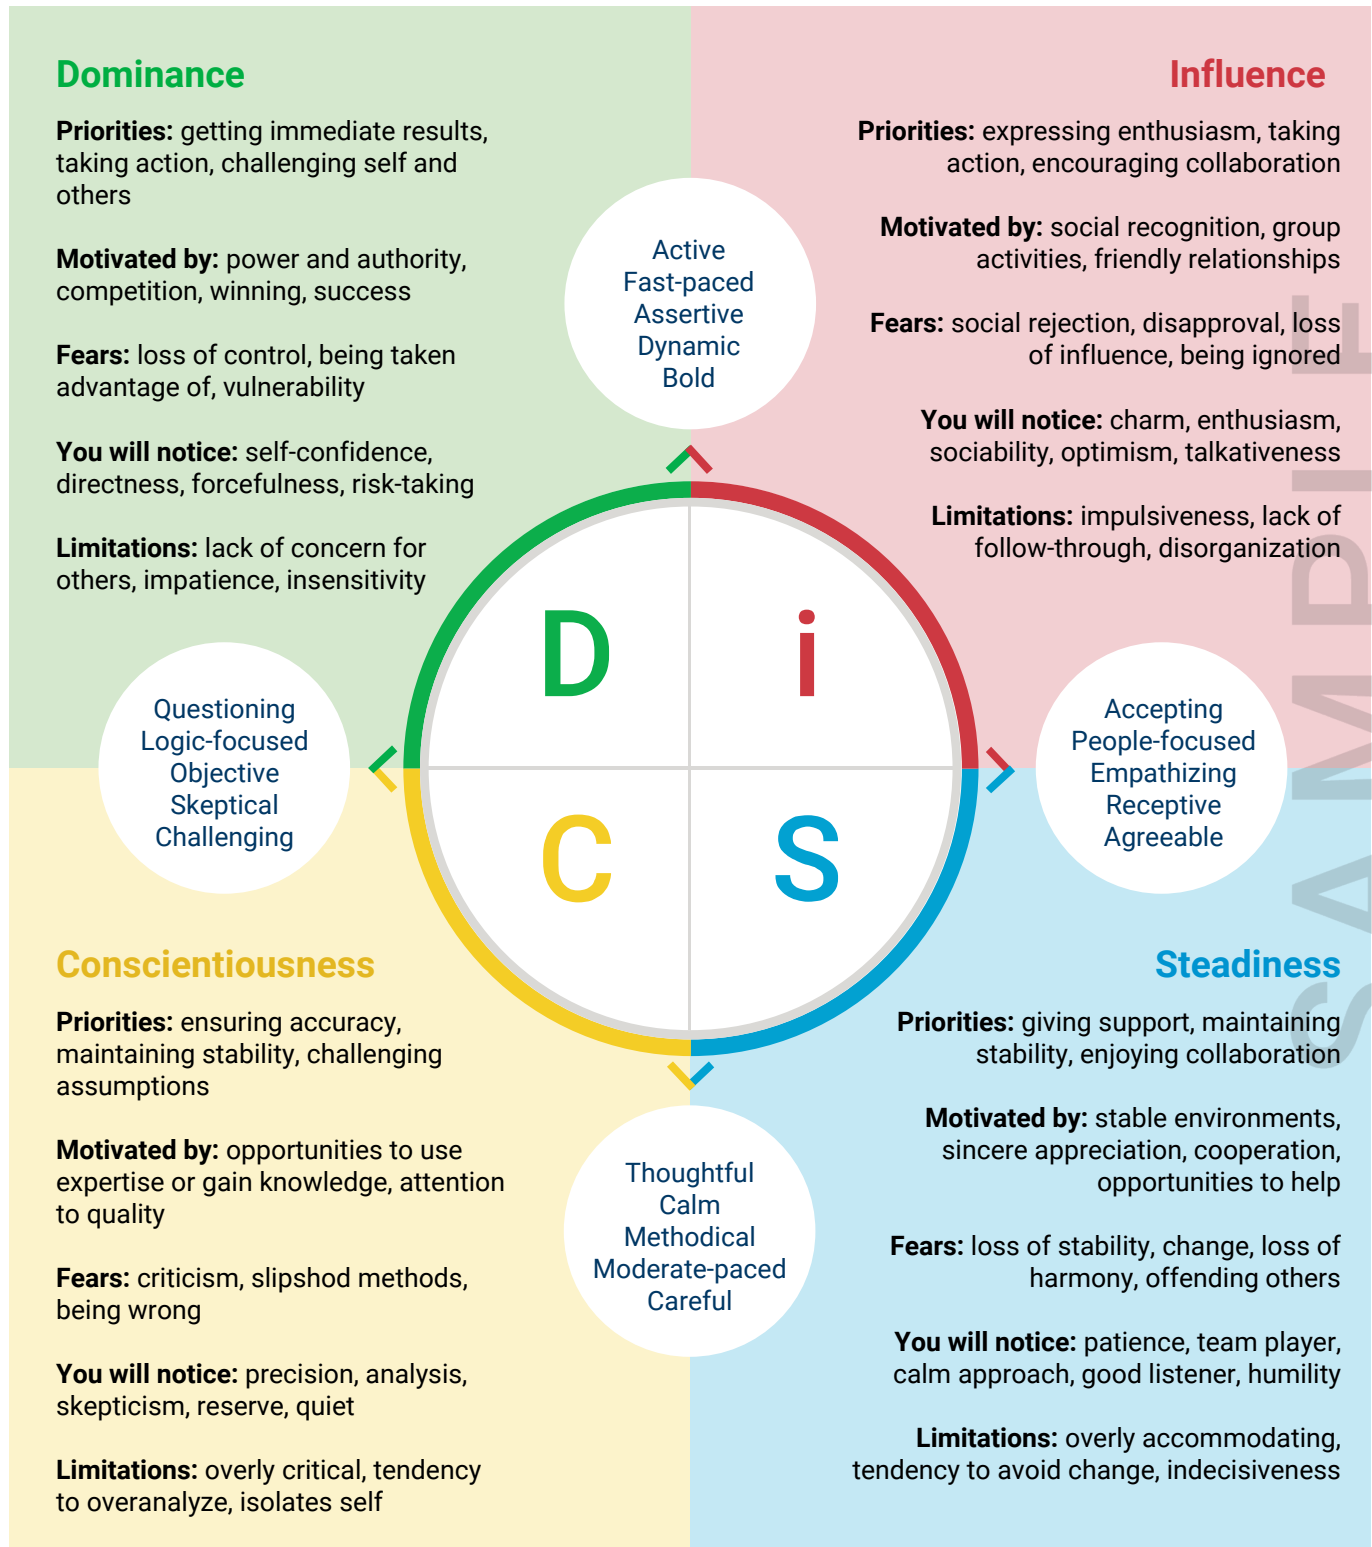 Dominance
Priorities: getting immediate results,
taking action, challenging self and
others
Motivated by: power and authority,
competition, winning, success
Fears: loss of control, being taken
advantage of, vulnerability
You will notice: self-confidence,
directness, forcefulness, risk-taking
Limitations: lack of concern for
others, impatience, insensitivity
Influence
Priorities: expressing enthusiasm, taking
action, encouraging collaboration
Motivated by: social recognition, group
activities, friendly relationships
Fears: social rejection, disapproval, loss
of influence, being ignored
You will notice: charm, enthusiasm,
sociability, optimism, talkativeness
Limitations: impulsiveness, lack of
follow-through, disorganization
Active
Fast-paced
Assertive
Dynamic
Bold
D
i
C
S
Questioning
Logic-focused
Objective
Skeptical
Challenging
Accepting
People-focused
Empathizing
Receptive
Agreeable
Conscientiousness
Priorities: ensuring accuracy,
maintaining stability, challenging
assumptions
Motivated by: opportunities to use
expertise or gain knowledge, attention
to quality
Fears: criticism, slipshod methods,
being wrong
You will notice: precision, analysis,
skepticism, reserve, quiet
Limitations: overly critical, tendency
to overanalyze, isolates self
Steadiness
Priorities: giving support, maintaining
stability, enjoying collaboration
Motivated by: stable environments,
sincere appreciation, cooperation,
opportunities to help
Fears: loss of stability, change, loss of
harmony, offending others
You will notice: patience, team player,
calm approach, good listener, humility
Limitations: overly accommodating,
tendency to avoid change, indecisiveness
Thoughtful
Calm
Methodical
Moderate-paced
Careful
SAMPLE